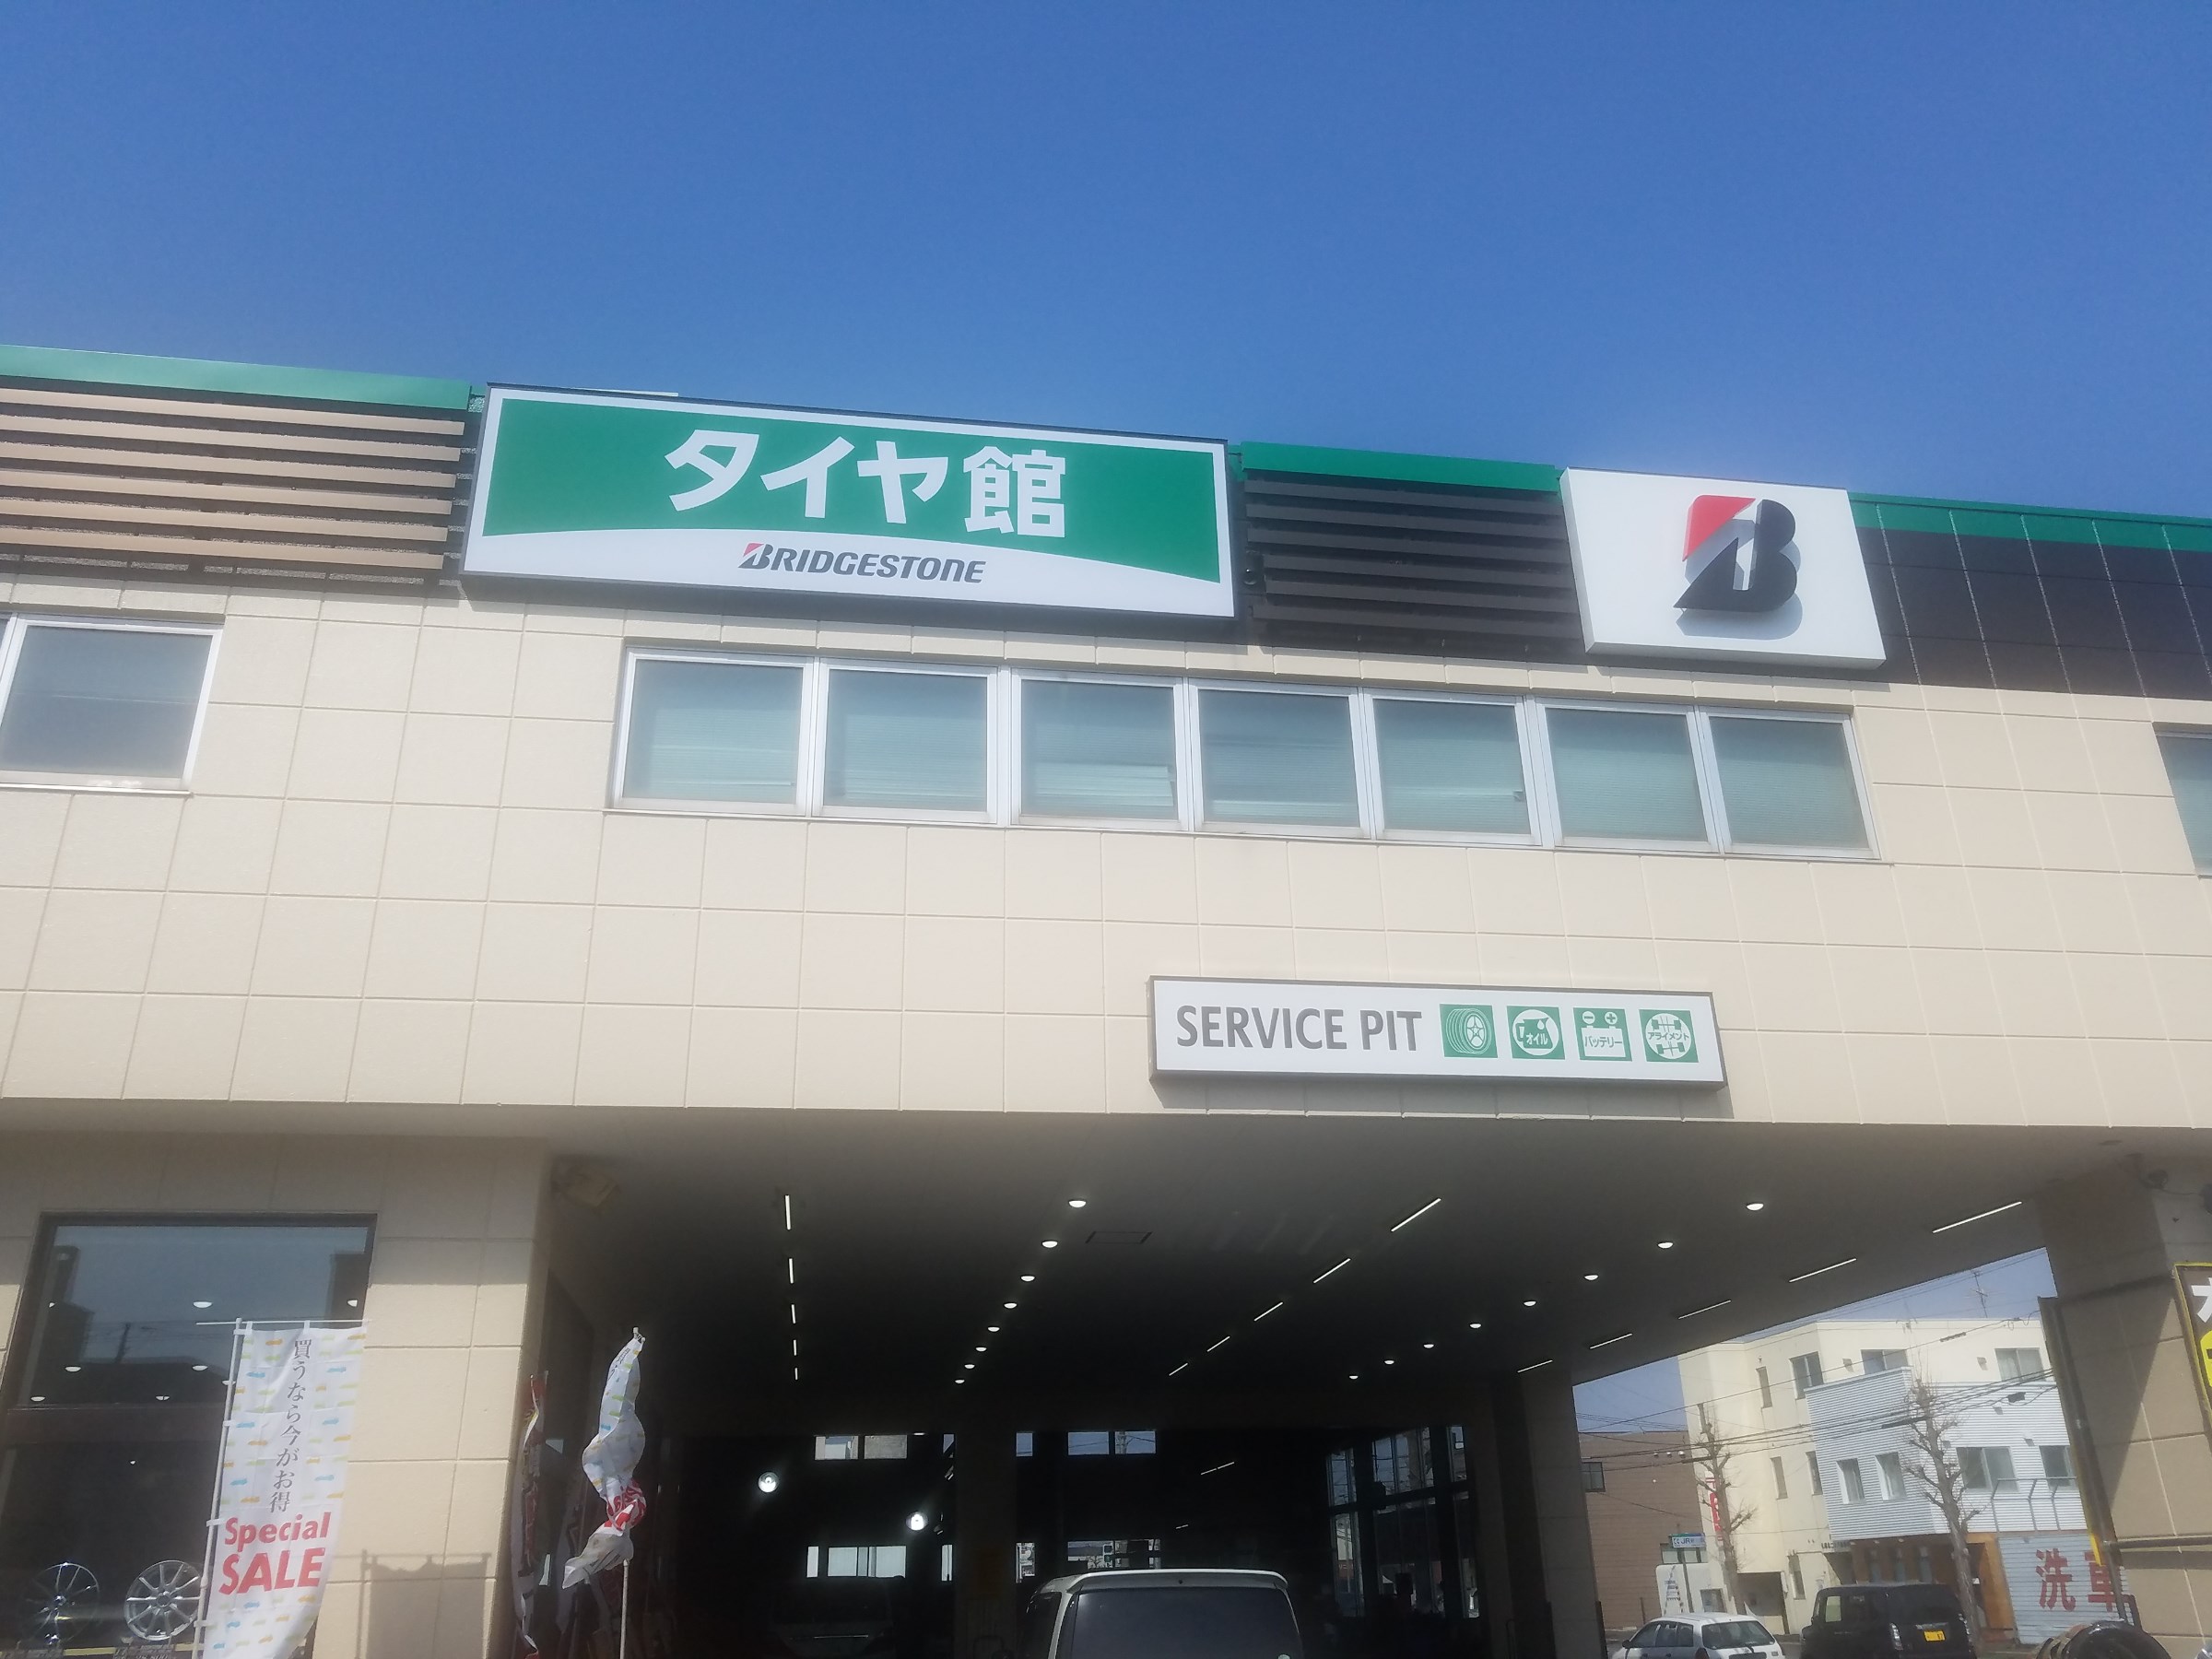 タイヤ館
BRIDGESTONE
B
SERVICE PIT
オイル
バッテリー
アライメント
買うなら今がお得
Special
SALE
洗車